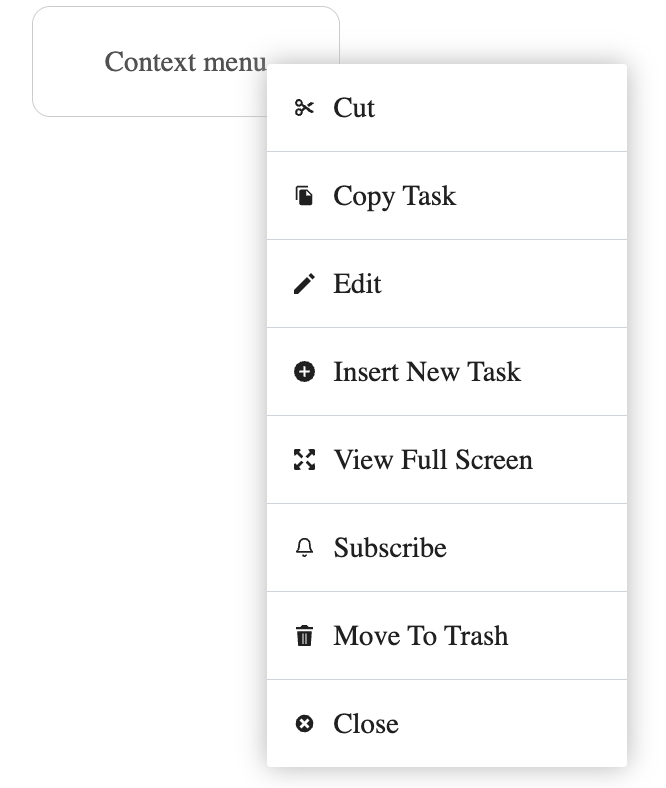 Context menu
Cut
Copy Task
Edit
Insert New Task
View Full Screen
Subscribe
Move To Trash
Close